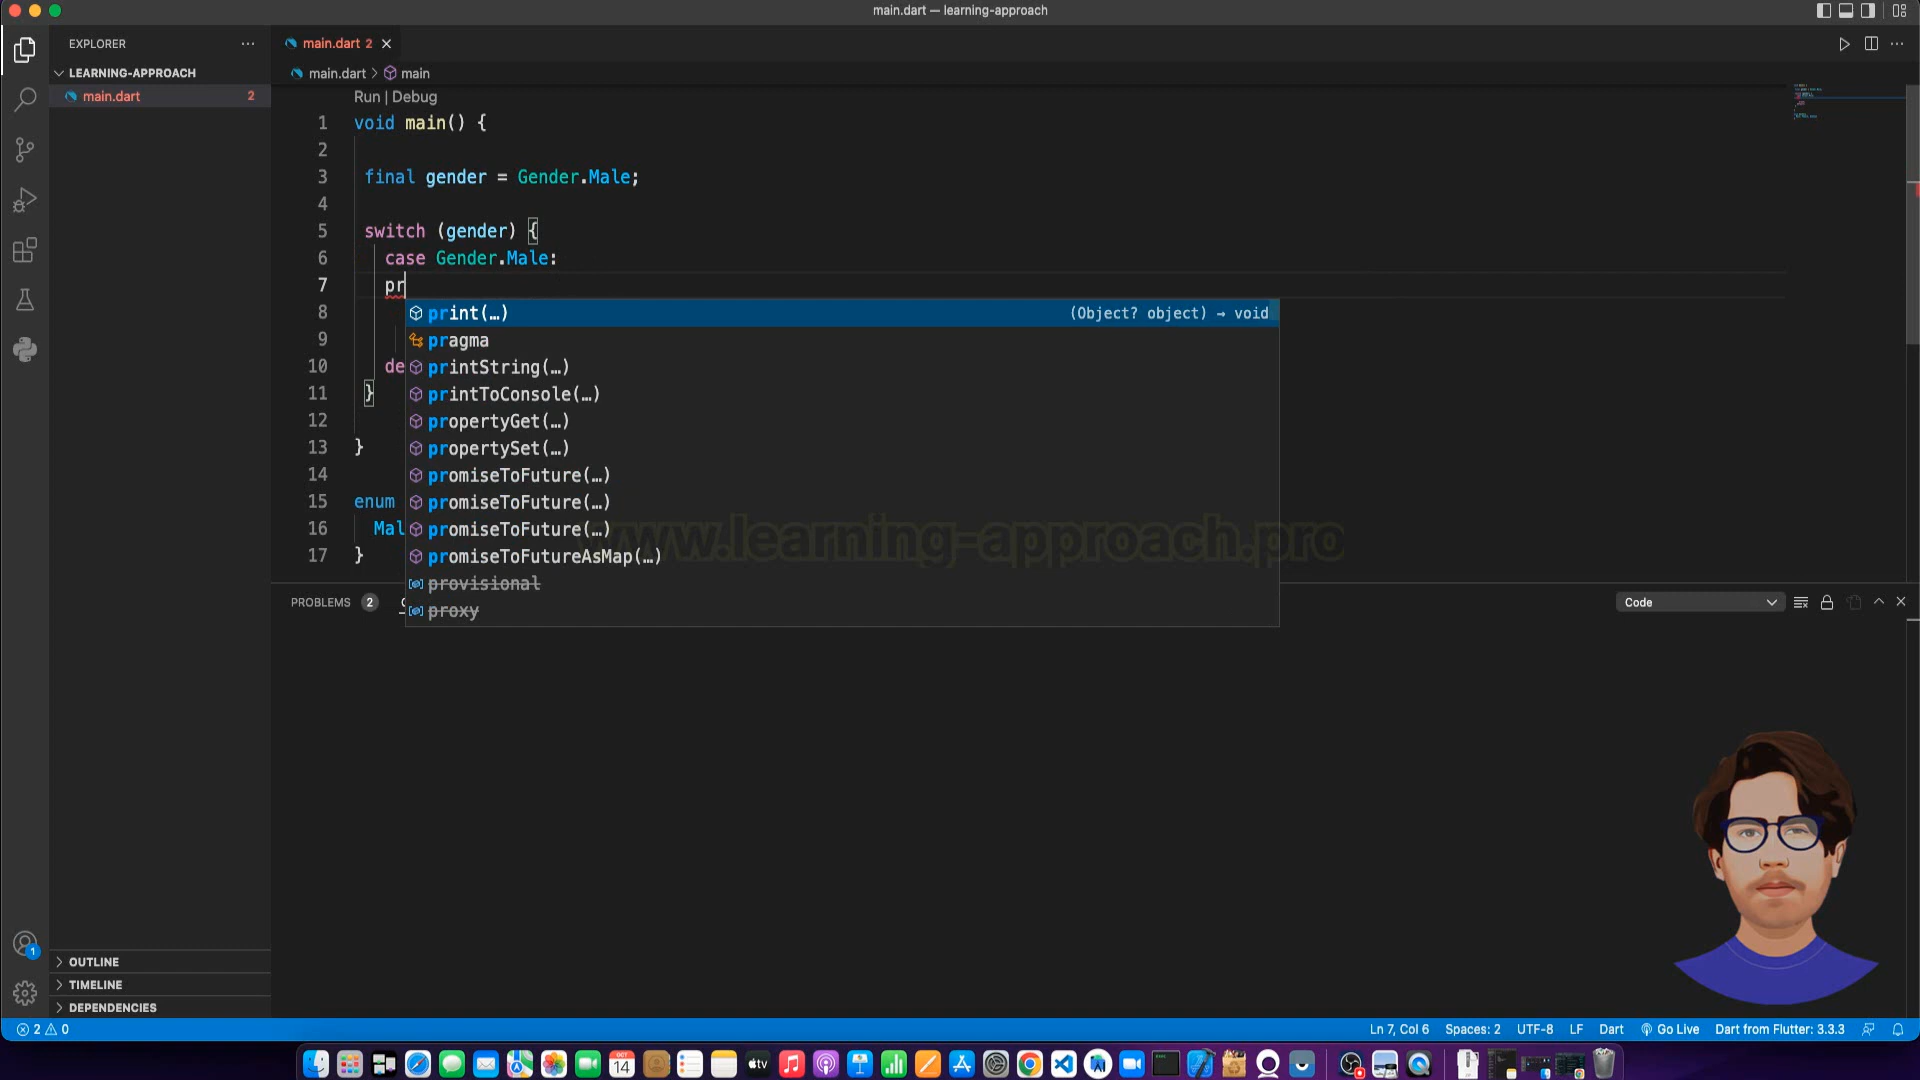 main.dart — learning-approach
EXPLORER
LEARNING-APPROACH
main.dart 2
main.dart 2
main.dart > main
Run | Debug
1 void main() {
2
3 final gender = Gender.Male;
4
5 switch (gender) {
6 case Gender.Male:
7 pr
8
9
10 de
11 }
12
13 }
14
15 enum
16 Mal
17 }
print(…) (Object? object) → void
pragma
printString(…)
printToConsole(…)
propertyGet(…)
propertySet(…)
promiseToFuture(…)
promiseToFuture(…)
promiseToFuture(…)
promiseToFutureAsMap(…)
provisional
proxy
www.learning-approach.pro
PROBLEMS 2
Code
1
OUTLINE
TIMELINE
DEPENDENCIES
2 0
Ln 7, Col 6 Spaces: 2 UTF-8 LF Dart Go Live Dart from Flutter: 3.3.3
OCT
14
tv